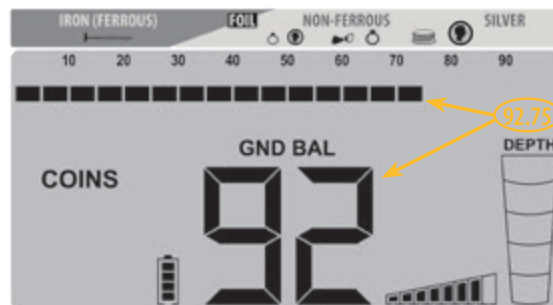 IRON (FERROUS) FOIL NON-FERROUS SILVER
10 20 30 40 50 60 70 80 90
92.75
GND BAL
DEPTH
COINS
92